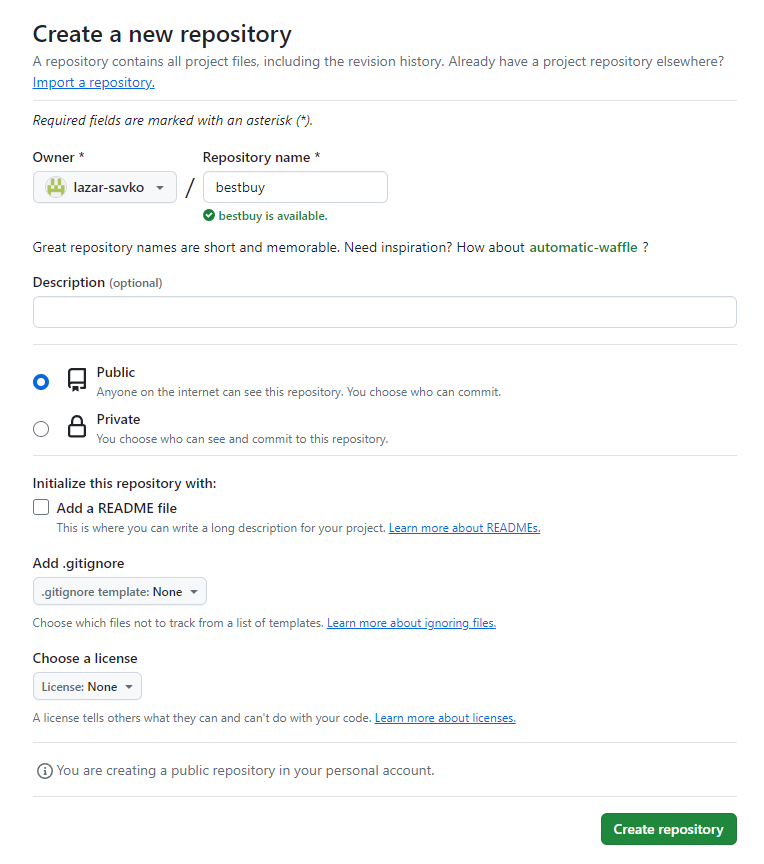 Create a new repository
A repository contains all project files, including the revision history. Already have a project repository elsewhere?
Import a repository.
Required fields are marked with an asterisk (*).
Owner * Repository name *
lazar-savko / bestbuy
bestbuy is available.
Great repository names are short and memorable. Need inspiration? How about automatic-waffle ?
Description (optional)
Public
Anyone on the internet can see this repository. You choose who can commit.
Private
You choose who can see and commit to this repository.
Initialize this repository with:
Add a README file
This is where you can write a long description for your project. Learn more about READMEs.
Add .gitignore
.gitignore template: None
Choose which files not to track from a list of templates. Learn more about ignoring files.
Choose a license
License: None
A license tells others what they can and can't do with your code. Learn more about licenses.
You are creating a public repository in your personal account.
Create repository